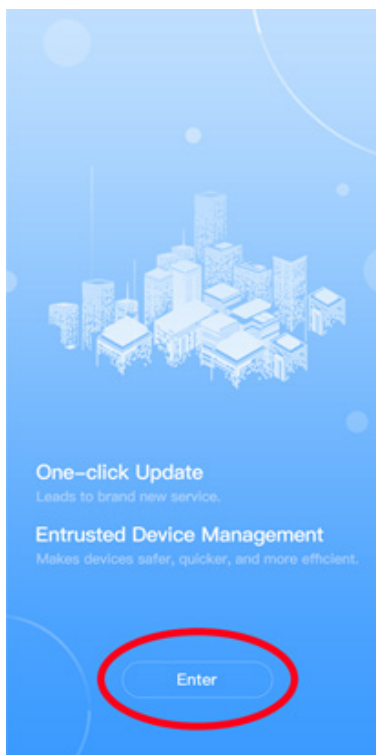 One-click Update
Leads to brand new service.
Entrusted Device Management
Makes devices safer, quicker, and more efficient.
Enter